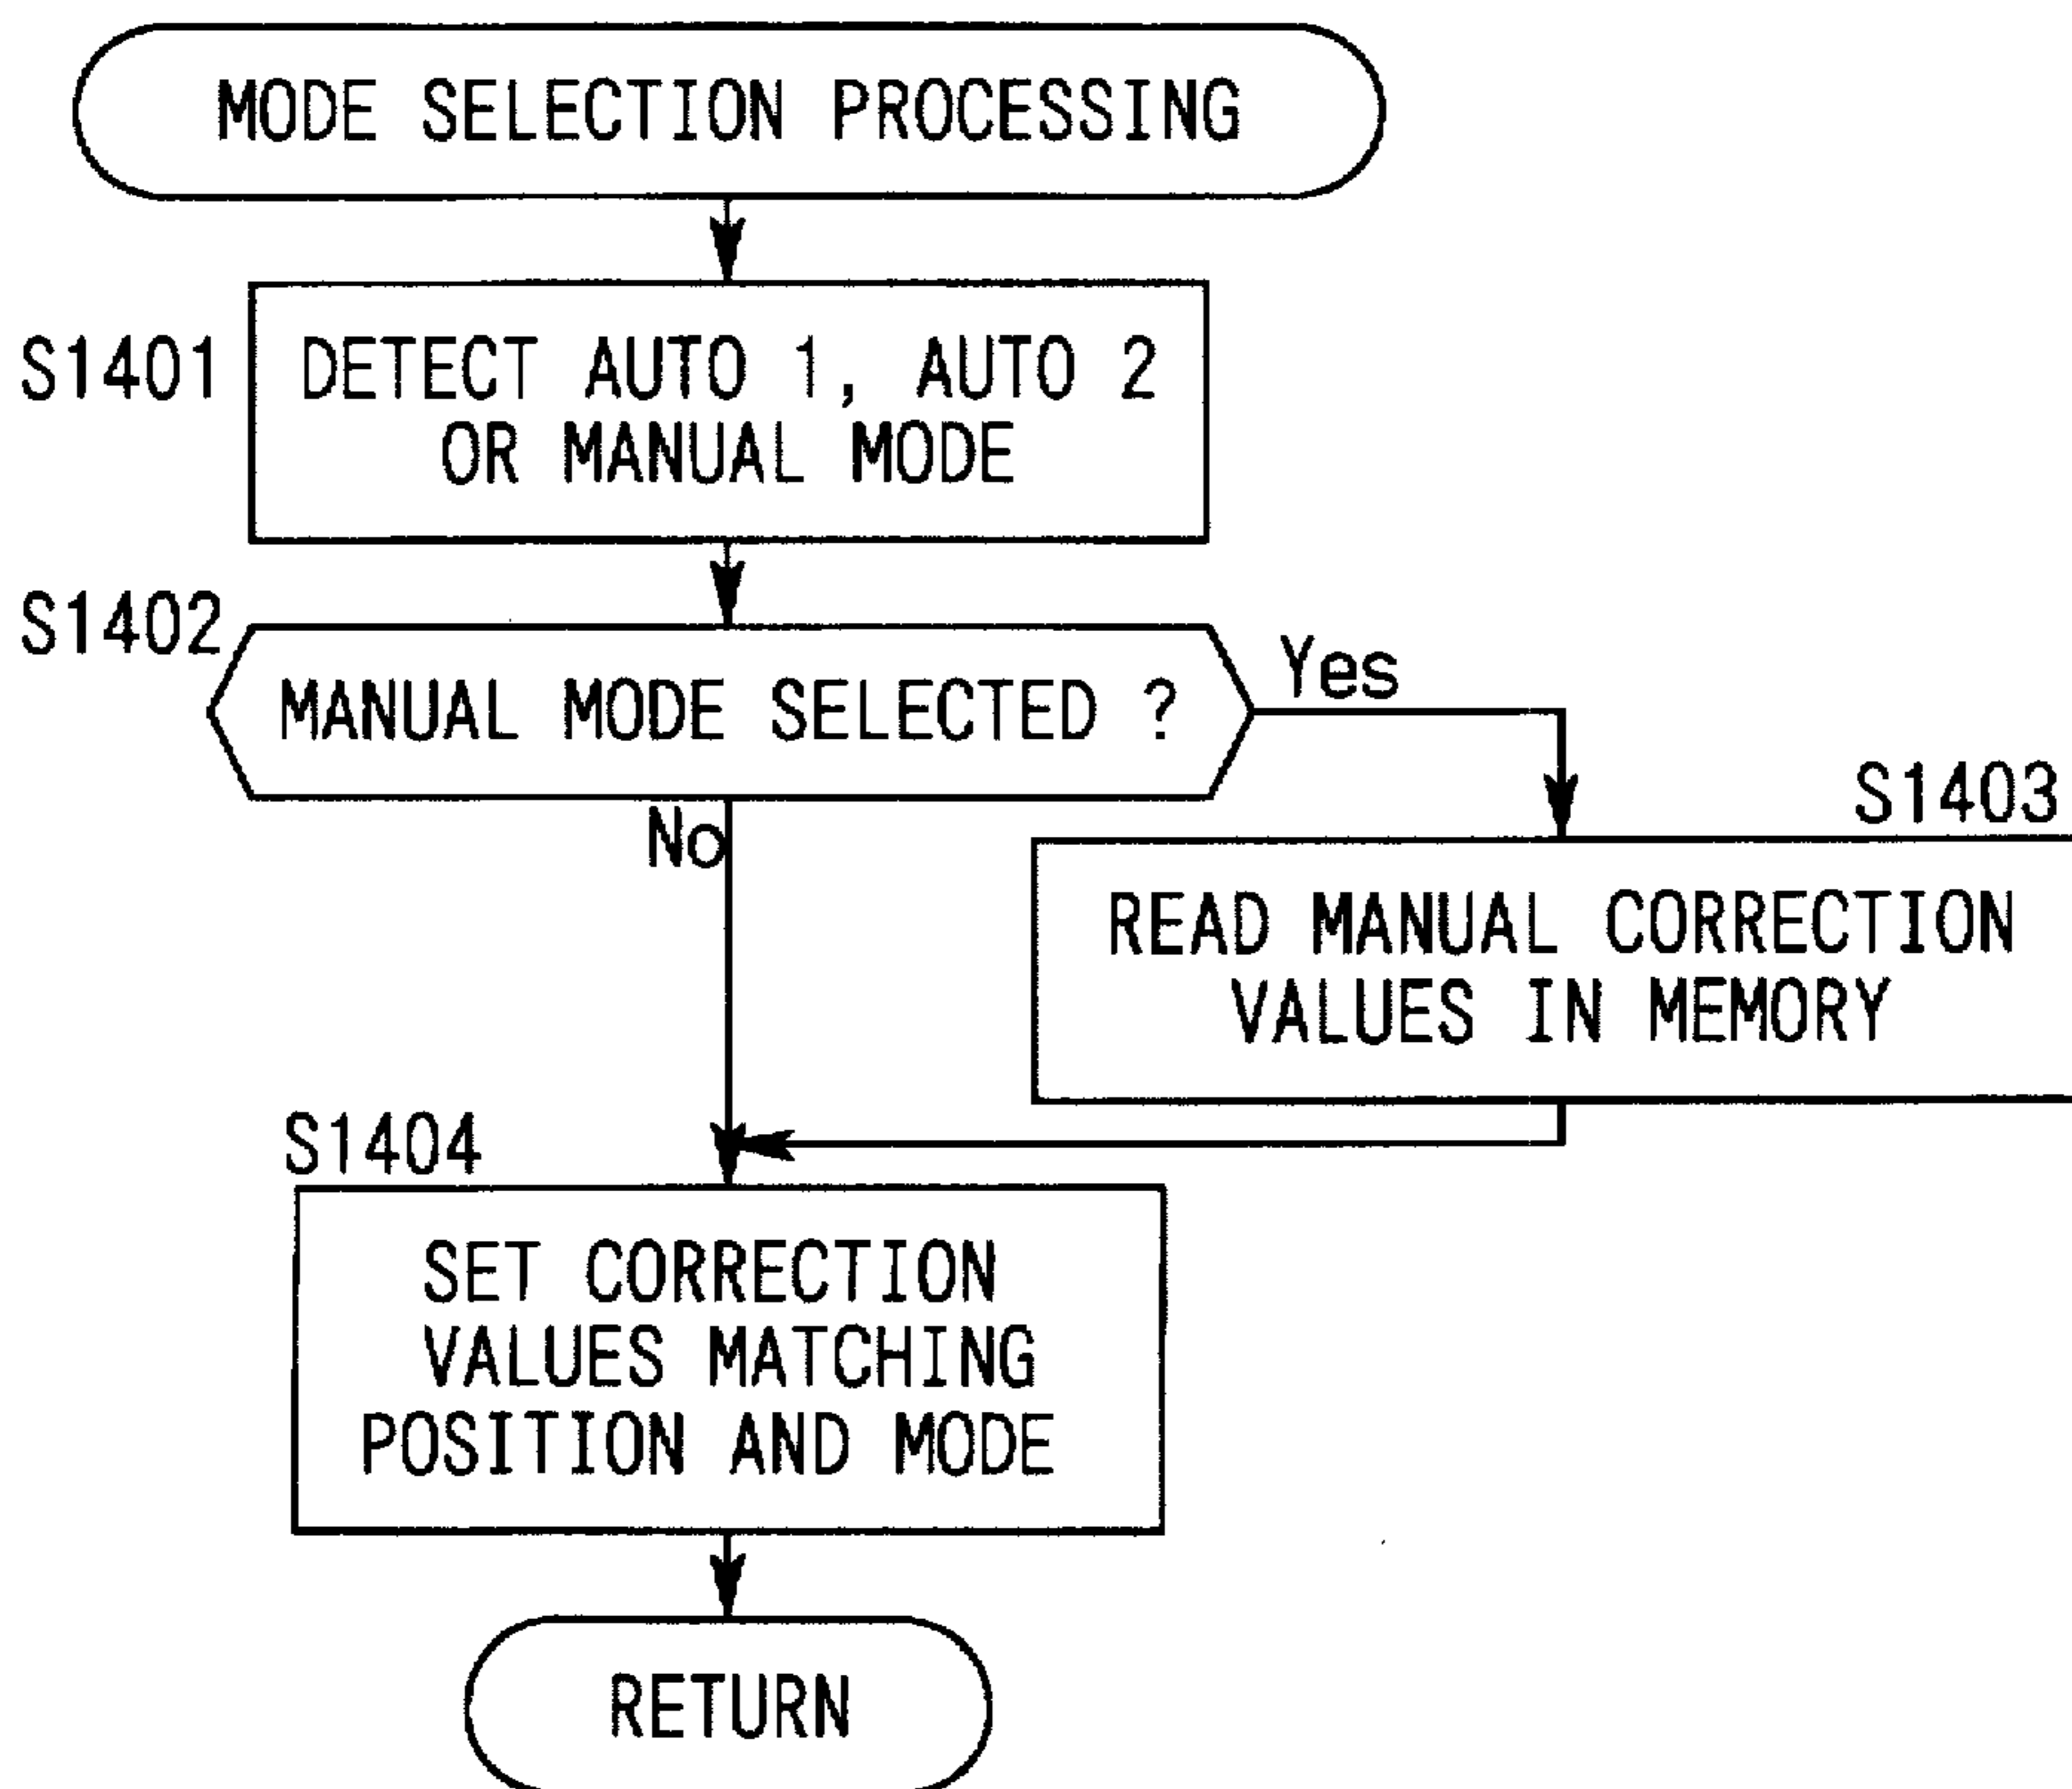 MODE SELECTION PROCESSING
S1401
DETECT AUTO 1, AUTO 2
OR MANUAL MODE
S1402
MANUAL MODE SELECTED ?
Yes
No
S1403
READ MANUAL CORRECTION
VALUES IN MEMORY
S1404
SET CORRECTION
VALUES MATCHING
POSITION AND MODE
RETURN